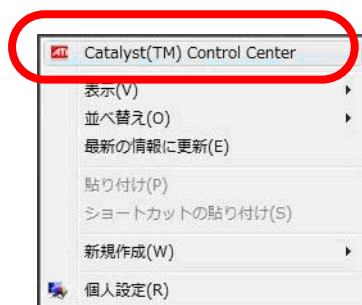 ATI Catalyst(TM) Control Center
表示(V)
並べ替え(O)
最新の情報に更新(E)
貼り付け(P)
ショートカットの貼り付け(S)
新規作成(W)
個人設定(R)